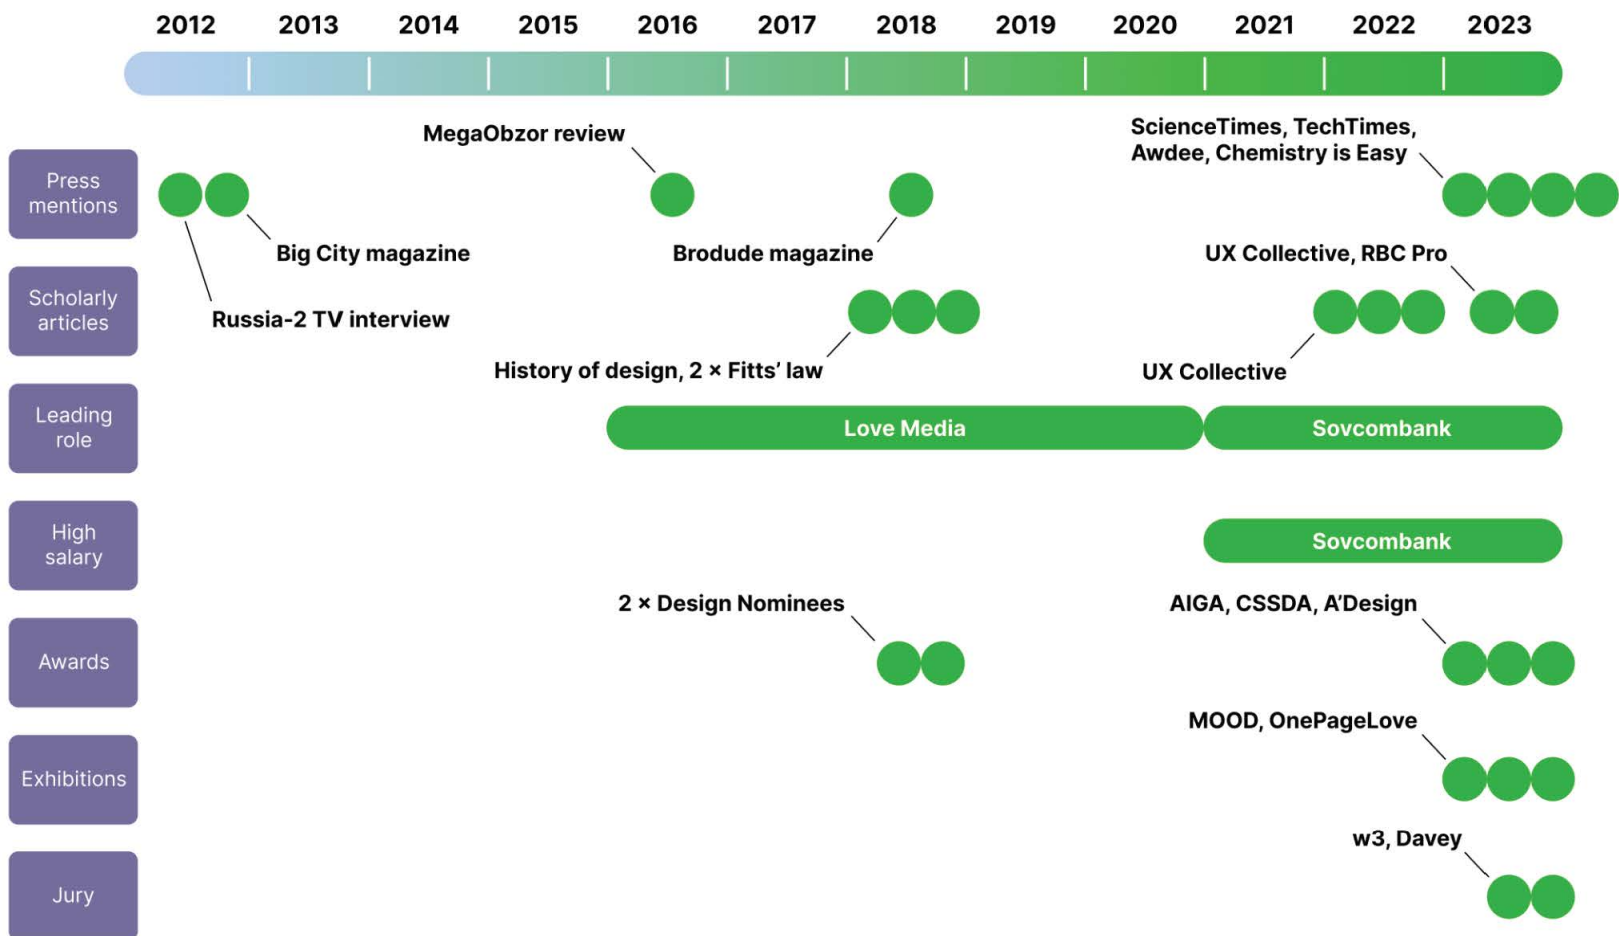 2012 2013 2014 2015 2016 2017 2018 2019 2020 2021 2022 2023
MegaObzor review
ScienceTimes, TechTimes,
Awdee, Chemistry is Easy
Press
mentions
Big City magazine
Brodude magazine
UX Collective, RBC Pro
Scholarly
articles
Russia-2 TV interview
History of design, 2 × Fitts’ law
UX Collective
Leading
role
Love Media
Sovcombank
High
salary
Sovcombank
2 × Design Nominees
AIGA, CSSDA, A’Design
Awards
MOOD, OnePageLove
Exhibitions
w3, Davey
Jury